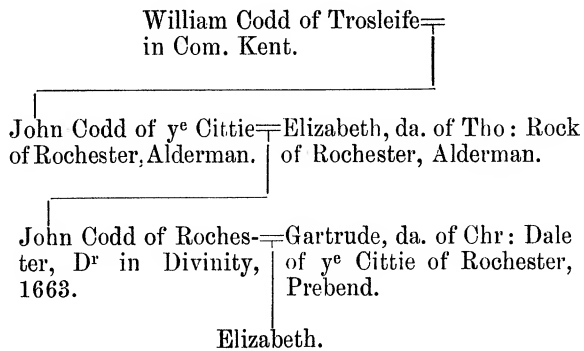 William Codd of Trosleife
in Com. Kent.
John Codd of yᵉ Cittie
of Rochester, Alderman.
Elizabeth, da. of Tho: Rock
of Rochester, Alderman.
John Codd of Roches-
ter, Dʳ in Divinity,
1663.
Gartrude, da. of Chr: Dale
of yᵉ Cittie of Rochester,
Prebend.
Elizabeth.